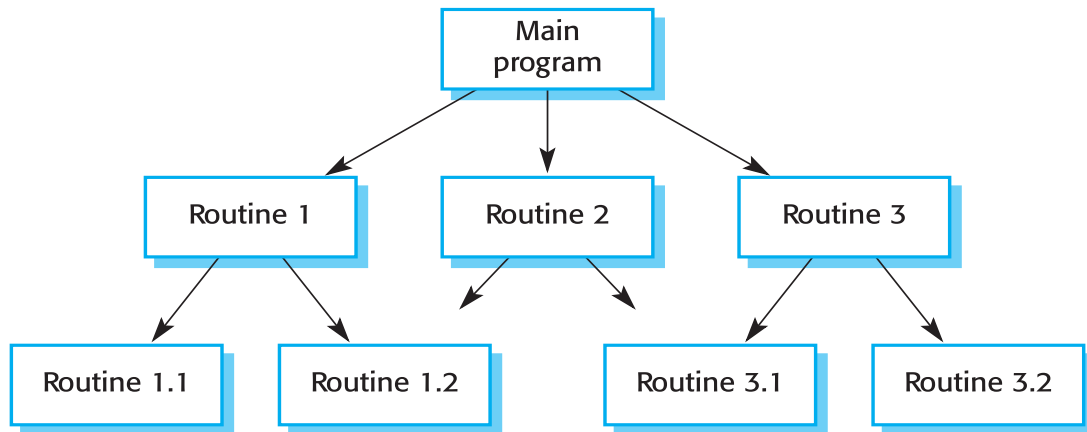 Main
program
Routine 1
Routine 2
Routine 3
Routine 1.1
Routine 1.2
Routine 3.1
Routine 3.2